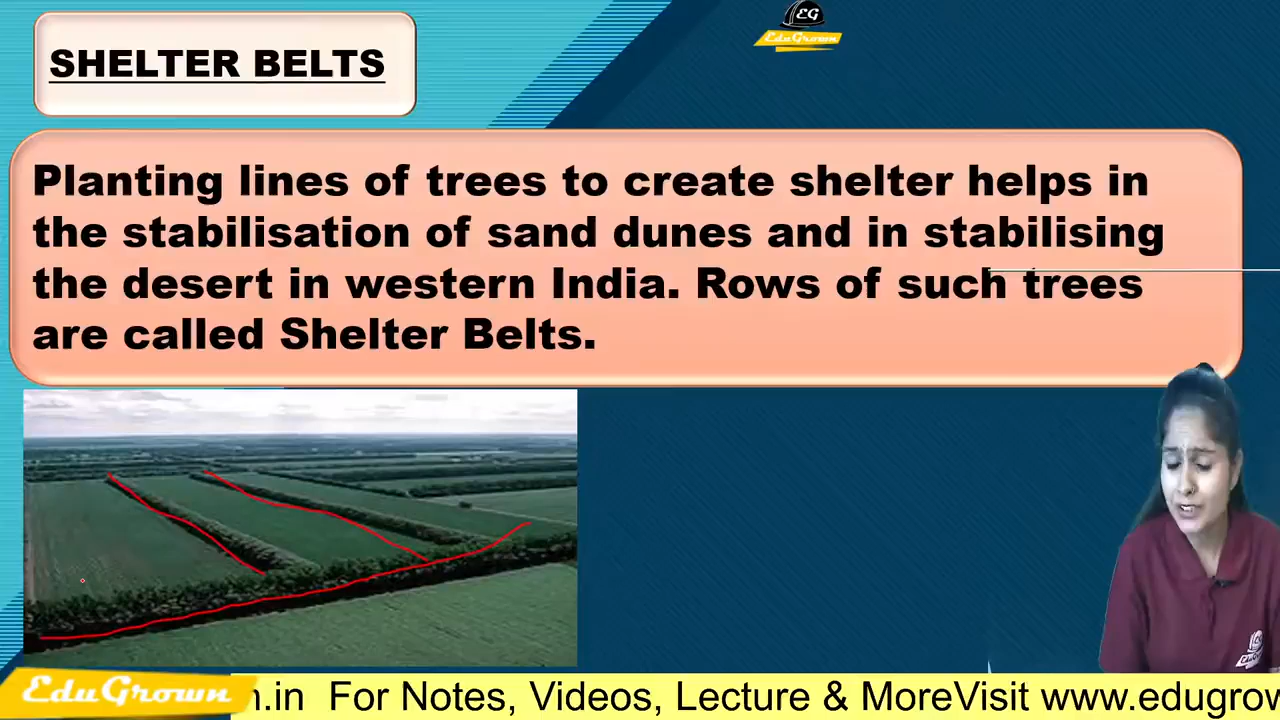 EG
EduGrown
SHELTER BELTS
Planting lines of trees to create shelter helps in
the stabilisation of sand dunes and in stabilising
the desert in western India. Rows of such trees
are called Shelter Belts.
EduGrown
n.in For Notes, Videos, Lecture & MoreVisit www.edugrow